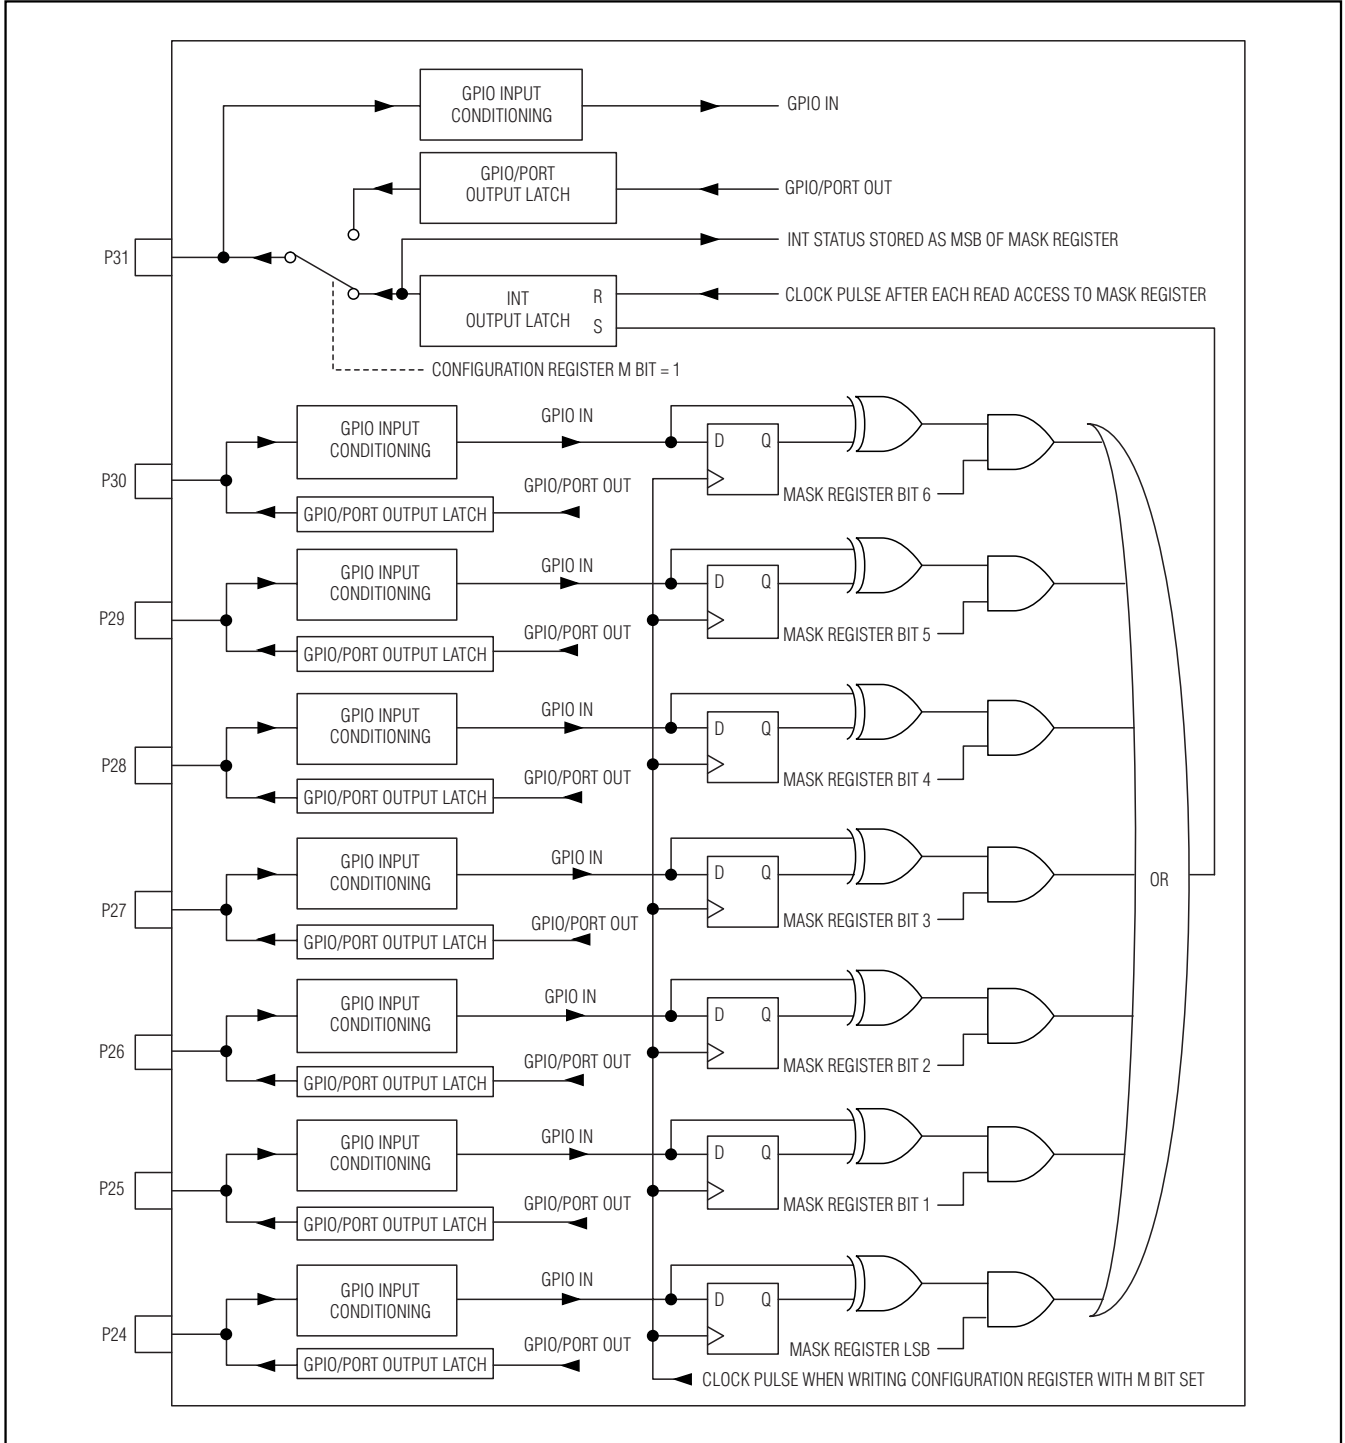 GPIO INPUT
CONDITIONING
GPIO IN
GPIO/PORT
OUTPUT LATCH
GPIO/PORT OUT
INT STATUS STORED AS MSB OF MASK REGISTER
P31
INT
OUTPUT LATCH
R
S
CLOCK PULSE AFTER EACH READ ACCESS TO MASK REGISTER
CONFIGURATION REGISTER M BIT = 1
GPIO INPUT
CONDITIONING
GPIO IN
D Q
P30
GPIO/PORT OUT
MASK REGISTER BIT 6
GPIO/PORT OUTPUT LATCH
GPIO INPUT
CONDITIONING
GPIO IN
D Q
P29
GPIO/PORT OUT
MASK REGISTER BIT 5
GPIO/PORT OUTPUT LATCH
GPIO INPUT
CONDITIONING
GPIO IN
D Q
P28
GPIO/PORT OUT
MASK REGISTER BIT 4
GPIO/PORT OUTPUT LATCH
GPIO INPUT
CONDITIONING
GPIO IN
D Q
OR
P27
GPIO/PORT OUT
MASK REGISTER BIT 3
GPIO/PORT OUTPUT LATCH
GPIO INPUT
CONDITIONING
GPIO IN
D Q
P26
GPIO/PORT OUT
MASK REGISTER BIT 2
GPIO/PORT OUTPUT LATCH
GPIO INPUT
CONDITIONING
GPIO IN
D Q
P25
GPIO/PORT OUT
MASK REGISTER BIT 1
GPIO/PORT OUTPUT LATCH
GPIO INPUT
CONDITIONING
GPIO IN
D Q
P24
GPIO/PORT OUT
MASK REGISTER LSB
GPIO/PORT OUTPUT LATCH
CLOCK PULSE WHEN WRITING CONFIGURATION REGISTER WITH M BIT SET